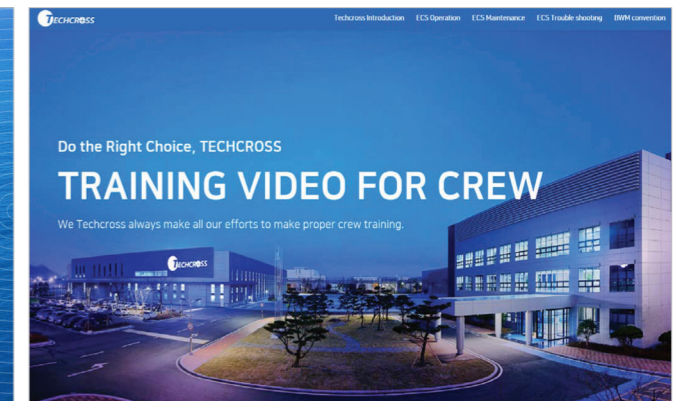 TECHCROSS
Techcross Introduction ECS Operation ECS Maintenance ECS Trouble shooting BWM convention
Do the Right Choice, TECHCROSS
TRAINING VIDEO FOR CREW
We Techcross always make all our efforts to make proper crew training.
TECHCROSS